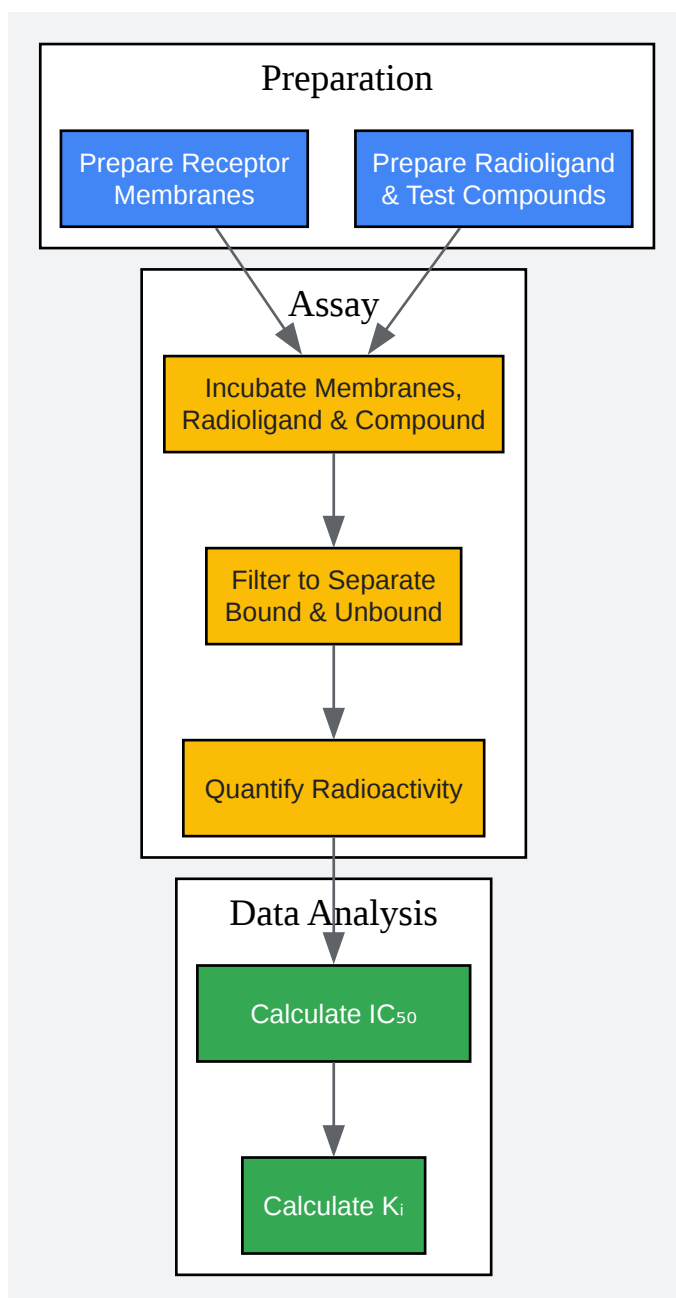 Preparation
Prepare Receptor
Membranes
Prepare Radioligand
& Test Compounds
Assay
Incubate Membranes,
Radioligand & Compound
Filter to Separate
Bound & Unbound
Quantify Radioactivity
Data Analysis
Calculate IC₅₀
Calculate Kᵢ